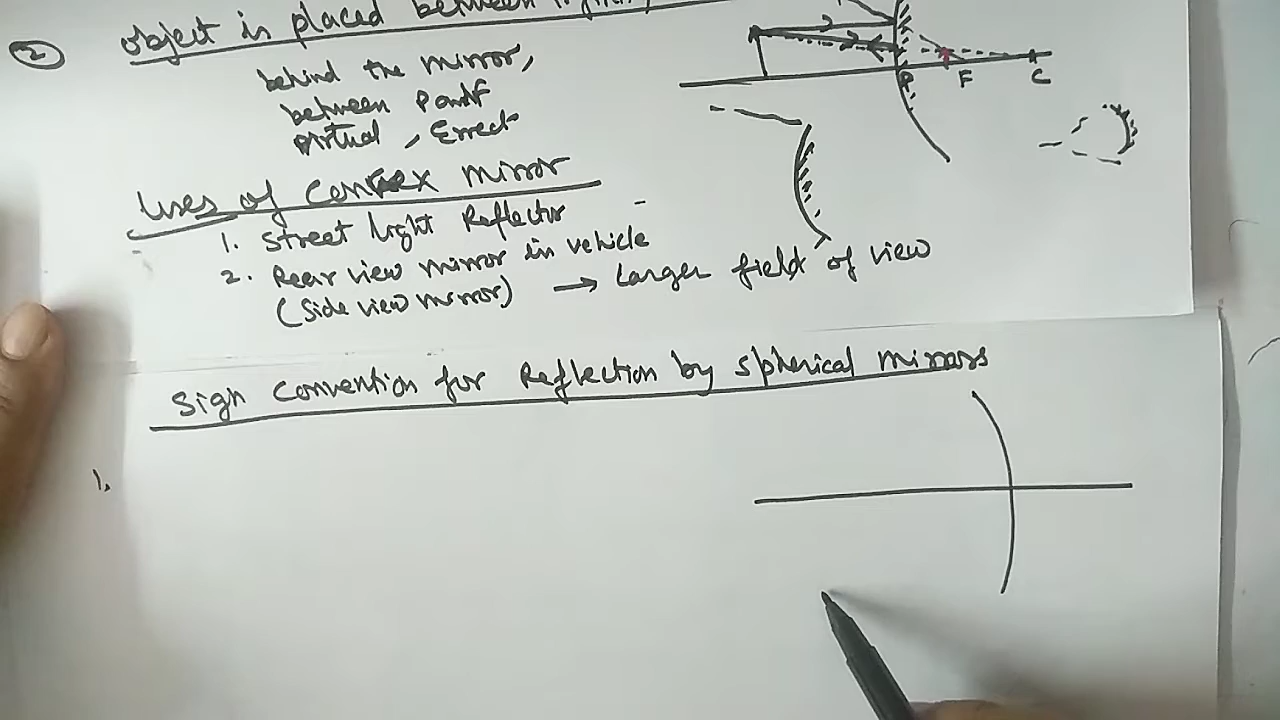 2 object is placed between
behind the mirror,
between P and F
virtual, Erect
P F C
Uses of Convex mirror
1. Street light Reflector
2. Rear view mirror in vehicle
(Side view mirror) → Larger field of view
Sign Convention for Reflection by Spherical mirrors
1.